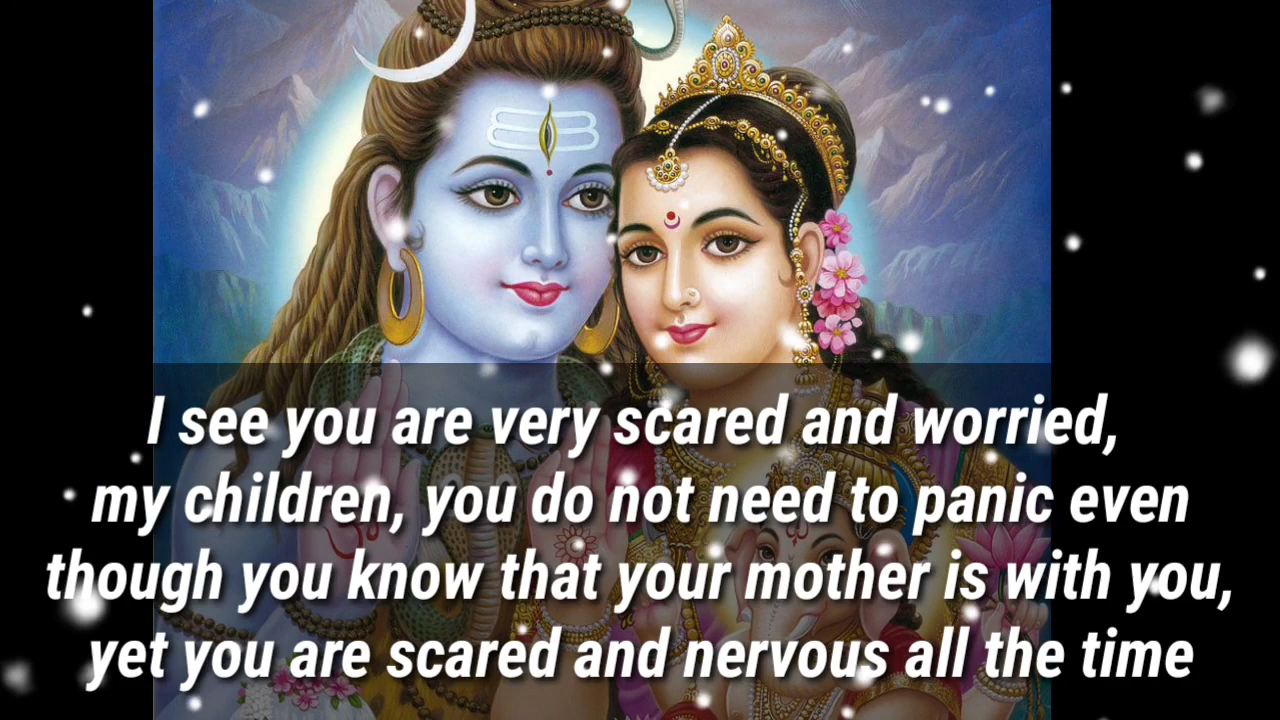 I see you are very scared and worried,
my children, you do not need to panic even
though you know that your mother is with you,
yet you are scared and nervous all the time